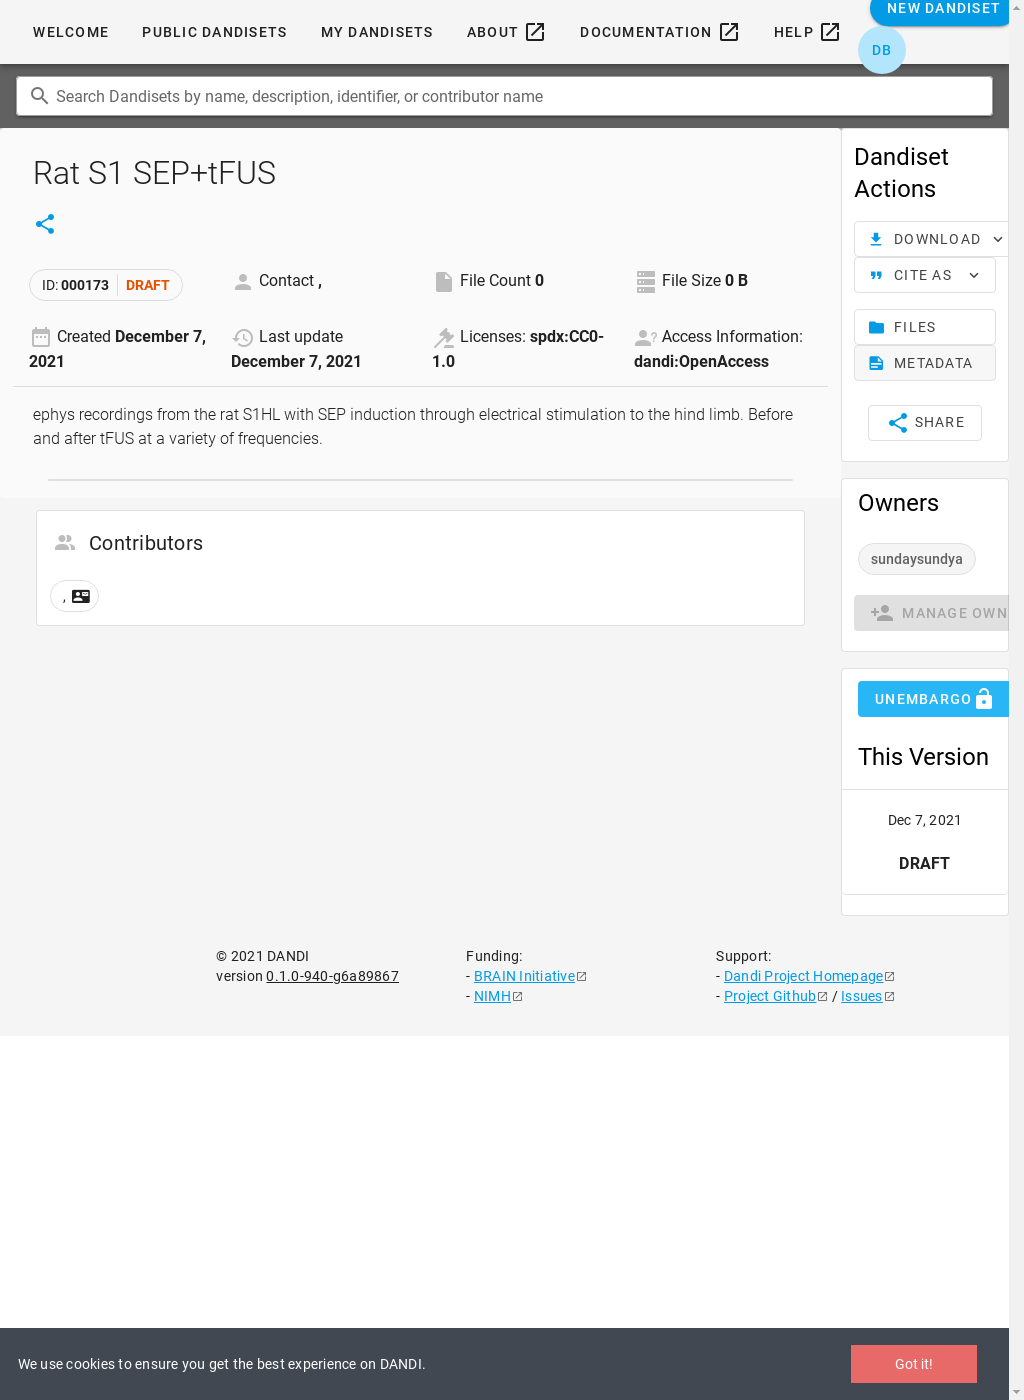 WELCOME PUBLIC DANDISETS MY DANDISETS ABOUT DOCUMENTATION HELP NEW DANDISET
DB
Search Dandisets by name, description, identifier, or contributor name
Rat S1 SEP+tFUS
ID: 000173 DRAFT
Contact ,
File Count 0
File Size 0 B
Created December 7,
2021
Last update
December 7, 2021
Licenses: spdx:CC0-
1.0
Access Information:
dandi:OpenAccess
ephys recordings from the rat S1HL with SEP induction through electrical stimulation to the hind limb. Before
and after tFUS at a variety of frequencies.
Contributors
,
Dandiset
Actions
DOWNLOAD
CITE AS
FILES
METADATA
SHARE
Owners
sundaysundya
MANAGE OWN
UNEMBARGO
This Version
Dec 7, 2021
DRAFT
© 2021 DANDI
version 0.1.0-940-g6a89867
Funding:
- BRAIN Initiative
- NIMH
Support:
- Dandi Project Homepage
- Project Github / Issues
We use cookies to ensure you get the best experience on DANDI.
Got it!